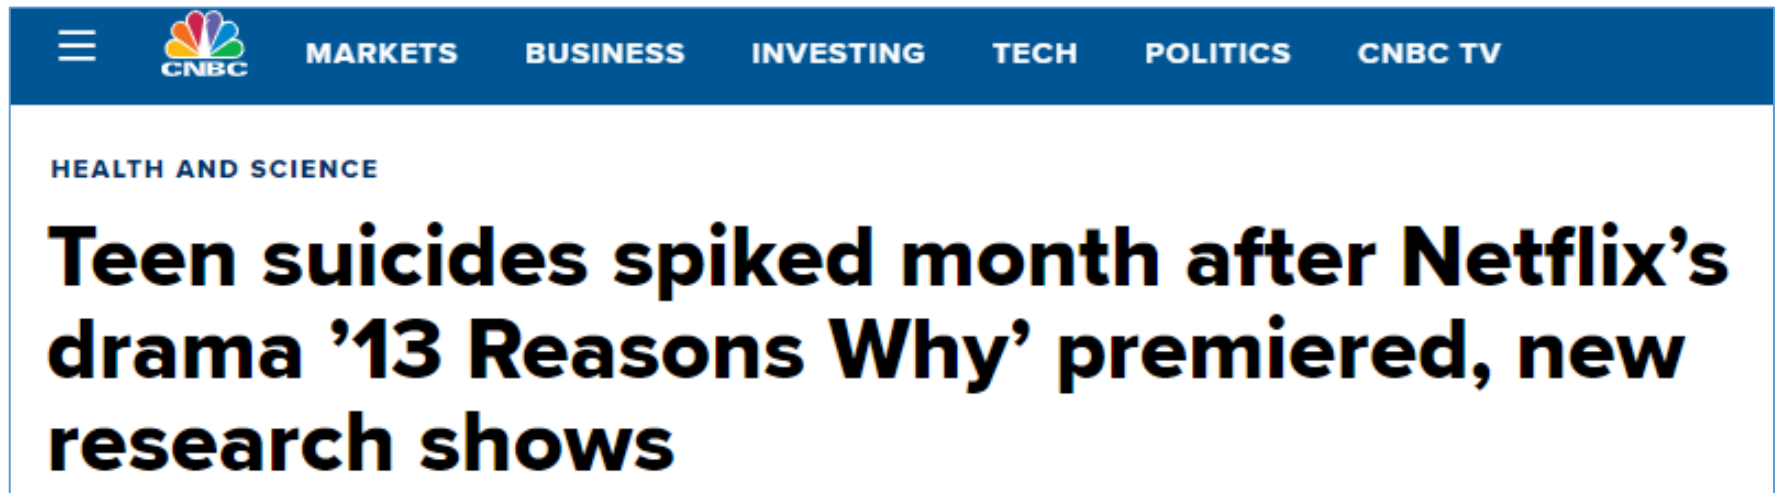 CNBC MARKETS BUSINESS INVESTING TECH POLITICS CNBC TV
HEALTH AND SCIENCE
Teen suicides spiked month after Netflix’s
drama ’13 Reasons Why’ premiered, new
research shows